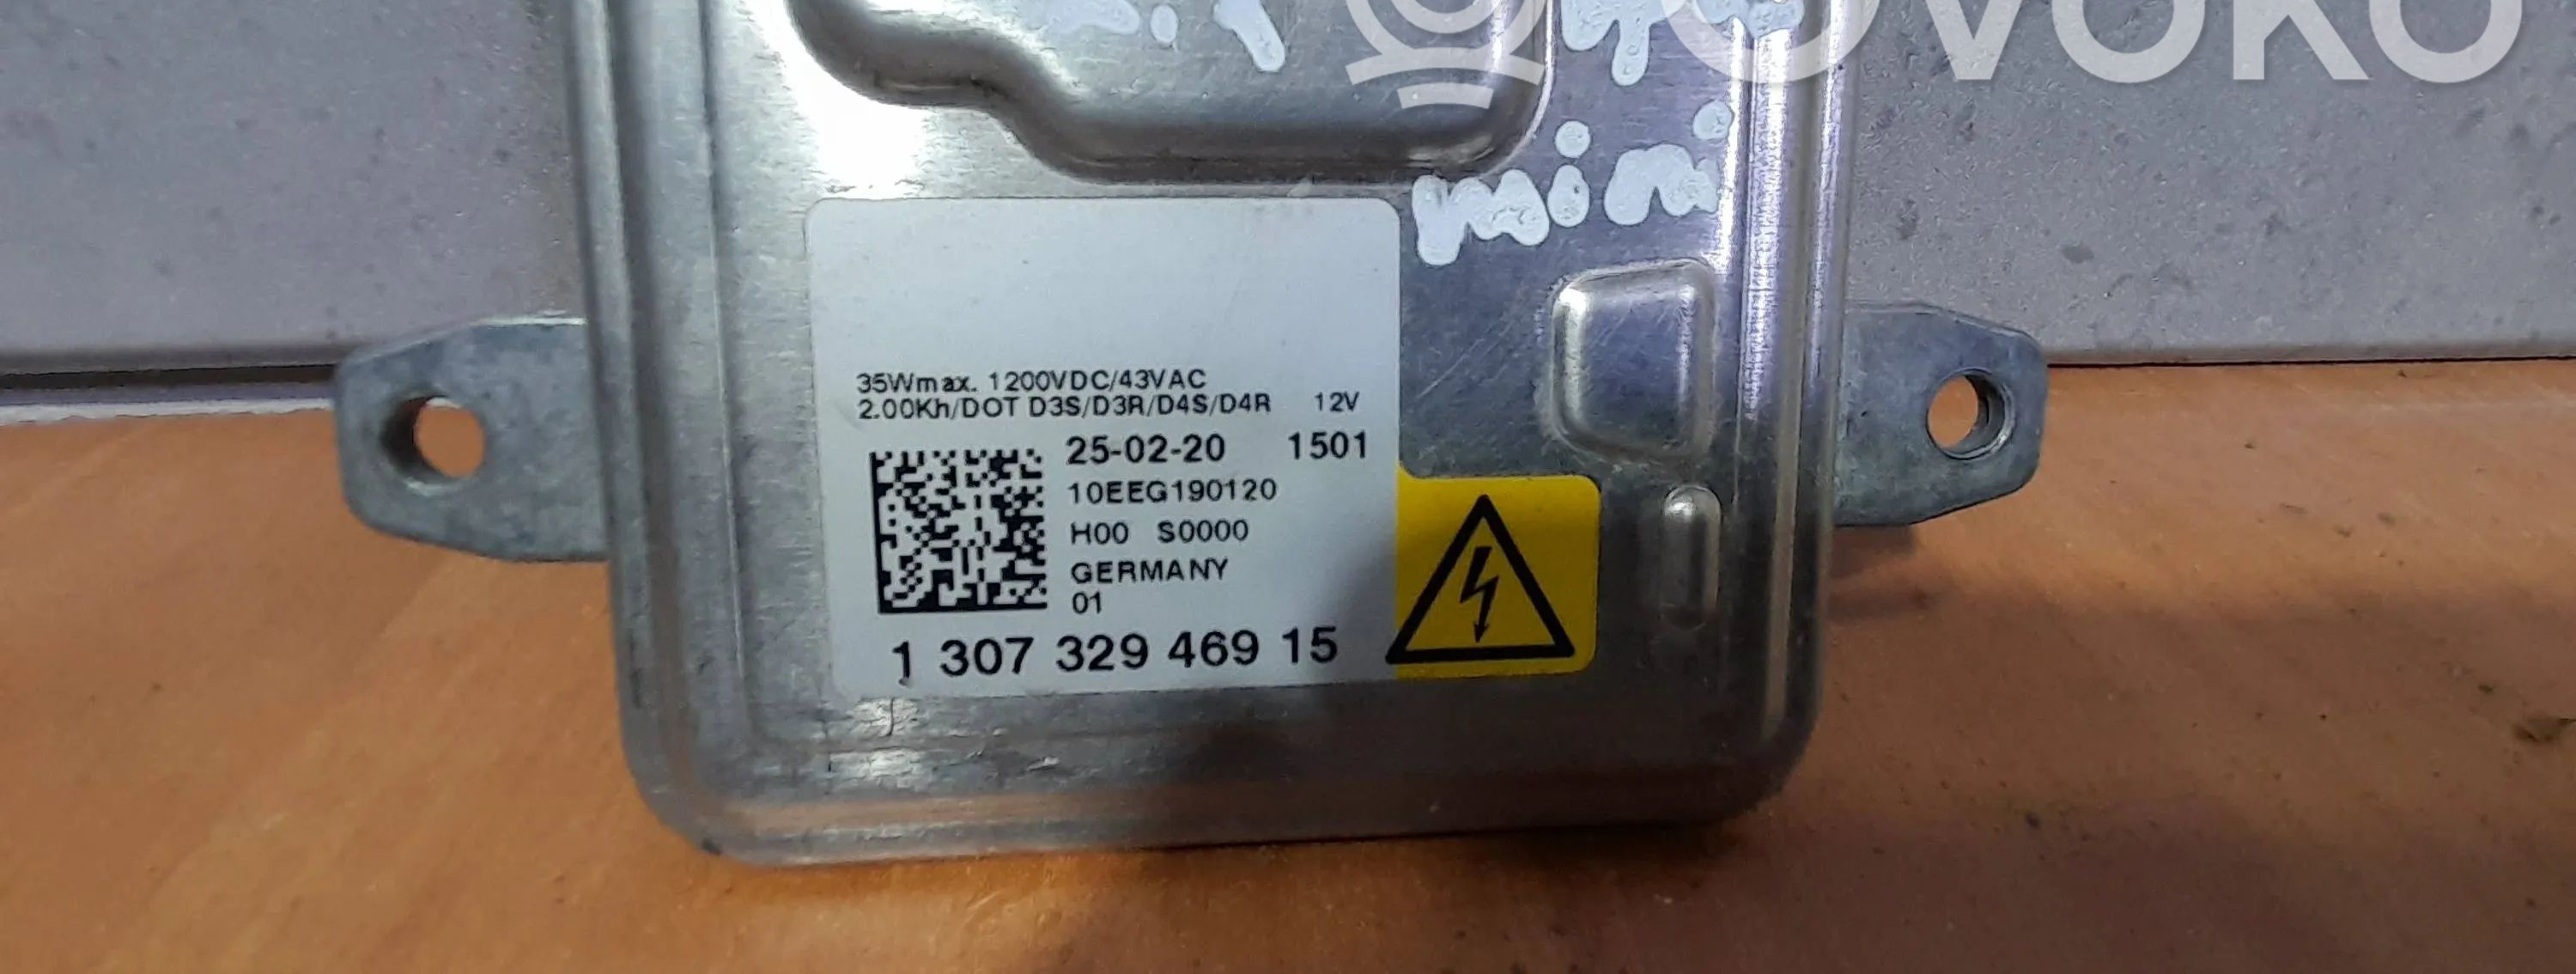 OVOKO
mini
35Wmax. 1200VDC/43VAC
2.00Kh/DOT D3S/D3R/D4S/D4R 12V
25-02-20 1501
10EEG190120
H00 S0000
GERMANY
01
1 307 329 469 15